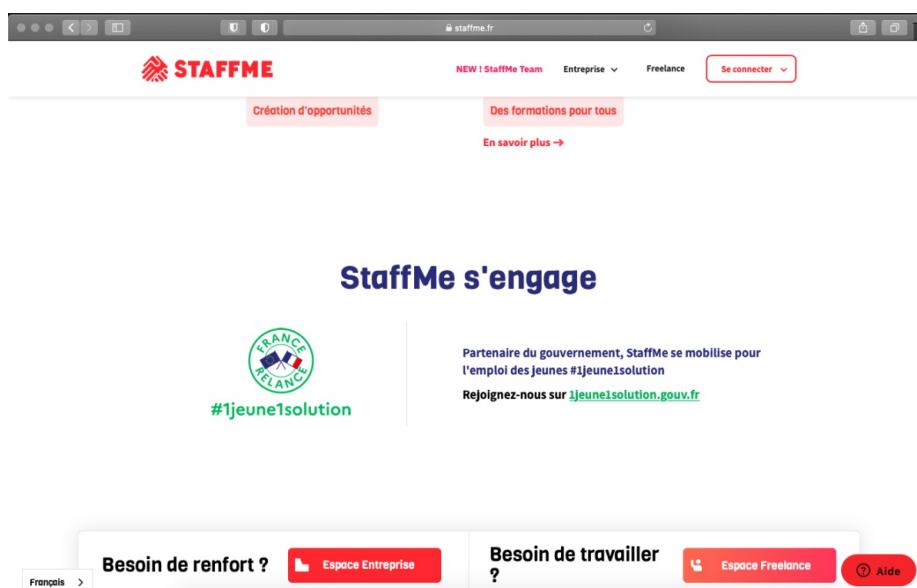 staffme.fr
STAFFME
NEW ! StaffMe Team
Entreprise
Freelance
Se connecter
Création d'opportunités
Des formations pour tous
En savoir plus →
StaffMe s'engage
FRANCE
RELANCE
#1jeune1solution
Partenaire du gouvernement, StaffMe se mobilise pour
l'emploi des jeunes #1jeune1solution
Rejoignez-nous sur 1jeune1solution.gouv.fr
Besoin de renfort ?
Espace Entreprise
Besoin de travailler
?
Espace Freelance
Français
Aide